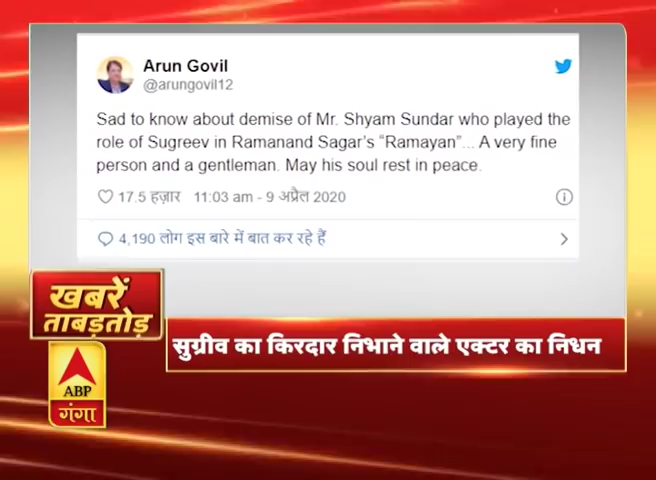 Arun Govil
@arungovil12
Sad to know about demise of Mr. Shyam Sundar who played the
role of Sugreev in Ramanand Sagar's "Ramayan"... A very fine
person and a gentleman. May his soul rest in peace.
17.5 हज़ार 11:03 am - 9 अप्रैल 2020
4,190 लोग इस बारे में बात कर रहे हैं
खबरें
ताबड़तोड़
सुग्रीव का किरदार निभाने वाले एक्टर का निधन
ABP
गंगा